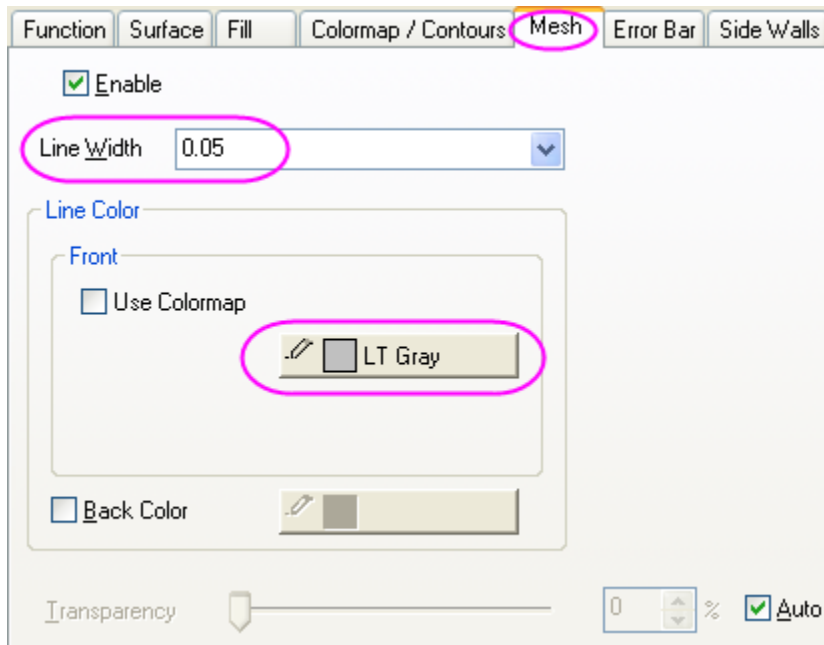 Function Surface Fill Colormap / Contours Mesh Error Bar Side Walls
Enable
Line Width 0.05
Line Color
Front
Use Colormap
LT Gray
Back Color
Transparency 0 % Auto